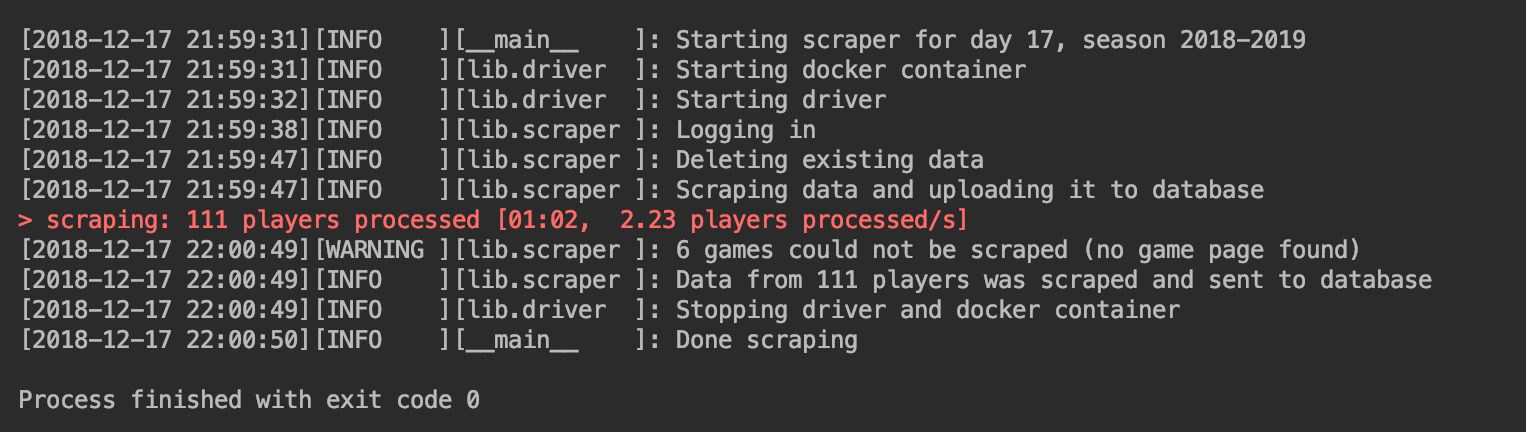 [2018-12-17 21:59:31][INFO    ][__main__    ]: Starting scraper for day 17, season 2018-2019
[2018-12-17 21:59:31][INFO    ][lib.driver  ]: Starting docker container
[2018-12-17 21:59:32][INFO    ][lib.driver  ]: Starting driver
[2018-12-17 21:59:38][INFO    ][lib.scraper ]: Logging in
[2018-12-17 21:59:47][INFO    ][lib.scraper ]: Deleting existing data
[2018-12-17 21:59:47][INFO    ][lib.scraper ]: Scraping data and uploading it to database
> scraping: 111 players processed [01:02,  2.23 players processed/s]
[2018-12-17 22:00:49][WARNING ][lib.scraper ]: 6 games could not be scraped (no game page found)
[2018-12-17 22:00:49][INFO    ][lib.scraper ]: Data from 111 players was scraped and sent to database
[2018-12-17 22:00:49][INFO    ][lib.driver  ]: Stopping driver and docker container
[2018-12-17 22:00:50][INFO    ][__main__    ]: Done scraping
Process finished with exit code 0